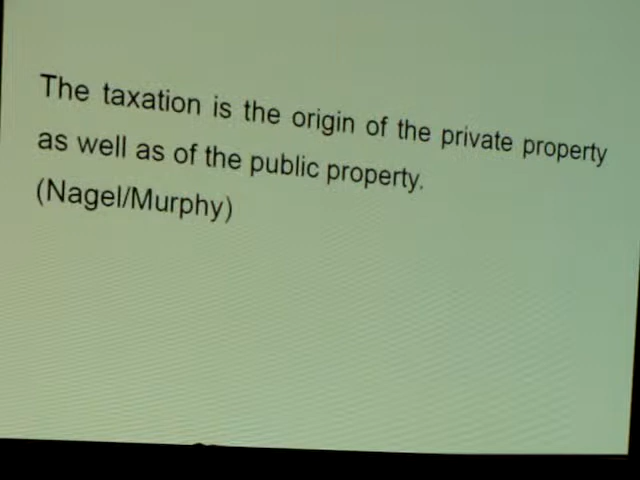 The taxation is the origin of the private property
as well as of the public property.
(Nagel/Murphy)